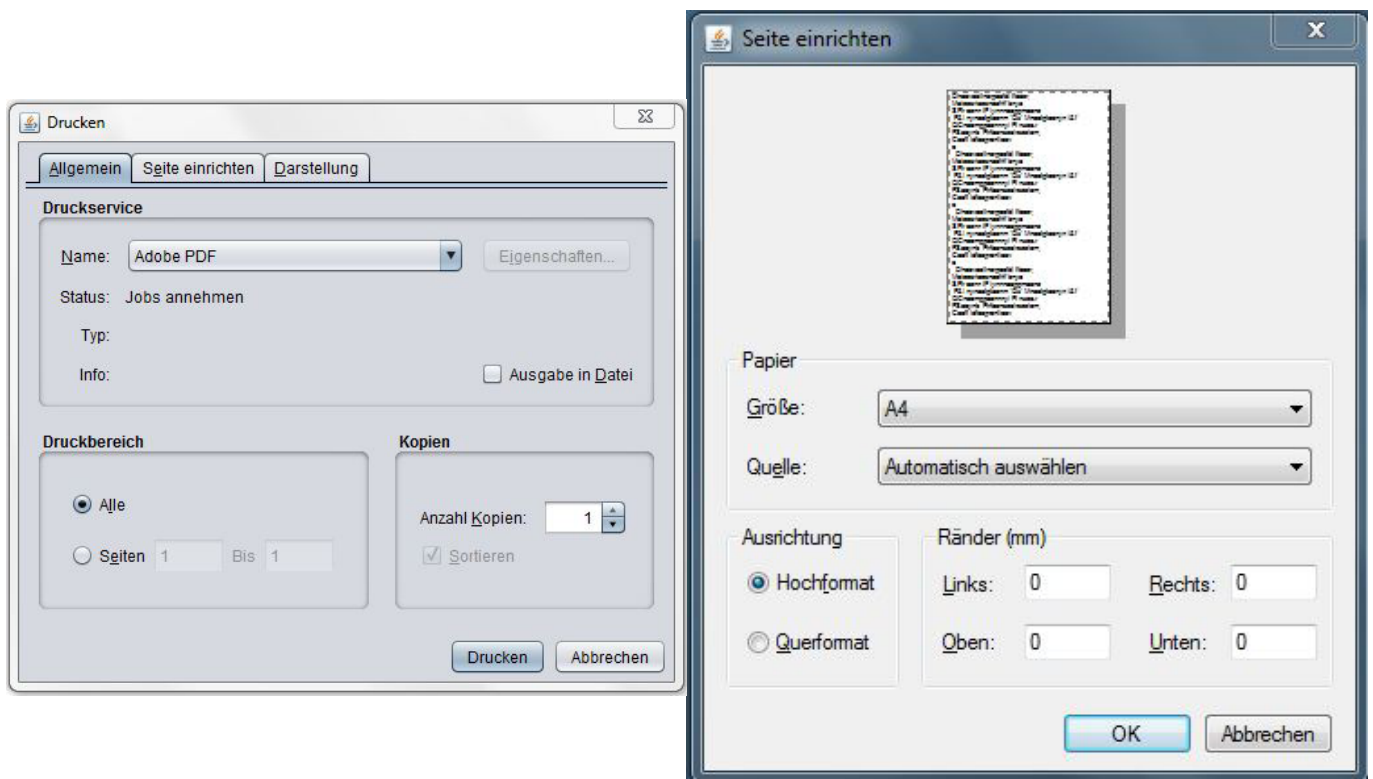 Drucken
Allgemein Seite einrichten Darstellung
Druckservice
Name: Adobe PDF Eigenschaften...
Status: Jobs annehmen
Typ:
Info: Ausgabe in Datei
Druckbereich
Alle
Seiten 1 Bis 1
Kopien
Anzahl Kopien: 1
Sortieren
Drucken Abbrechen
Seite einrichten
Papier
Größe: A4
Quelle: Automatisch auswählen
Ausrichtung
Hochformat
Querformat
Ränder (mm)
Links: 0 Rechts: 0
Oben: 0 Unten: 0
OK Abbrechen